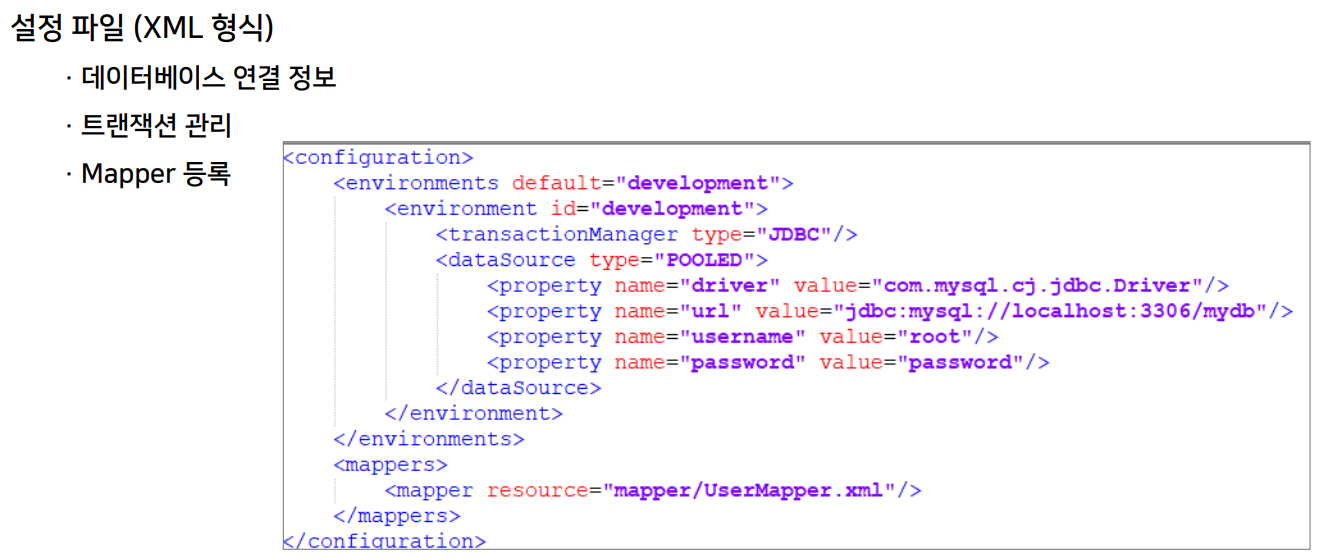 설정 파일 (XML 형식)
· 데이터베이스 연결 정보
· 트랜잭션 관리
· Mapper 등록
<configuration>
    <environments default="development">
        <environment id="development">
            <transactionManager type="JDBC"/>
            <dataSource type="POOLED">
                <property name="driver" value="com.mysql.cj.jdbc.Driver"/>
                <property name="url" value="jdbc:mysql://localhost:3306/mydb"/>
                <property name="username" value="root"/>
                <property name="password" value="password"/>
            </dataSource>
        </environment>
    </environments>
    <mappers>
        <mapper resource="mapper/UserMapper.xml"/>
    </mappers>
</configuration>